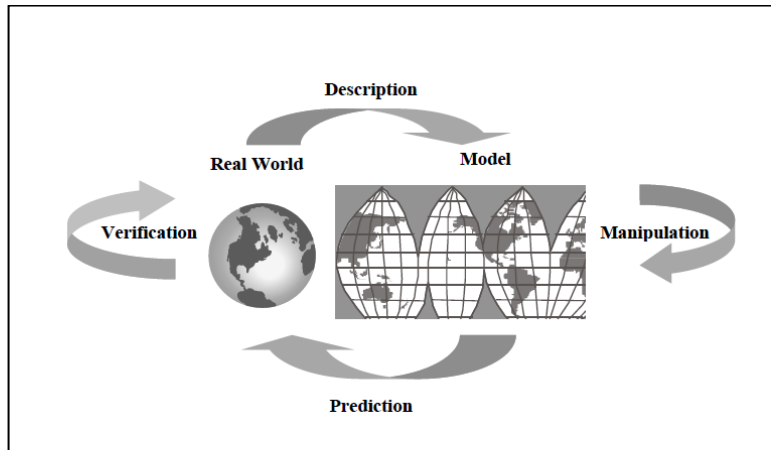 Description
Real World
Model
Verification
Manipulation
Prediction